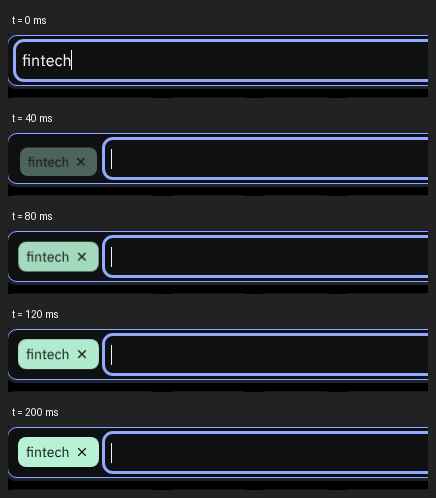 t = 0 ms
fintech
t = 40 ms
fintech ×
t = 80 ms
fintech ×
t = 120 ms
fintech ×
t = 200 ms
fintech ×